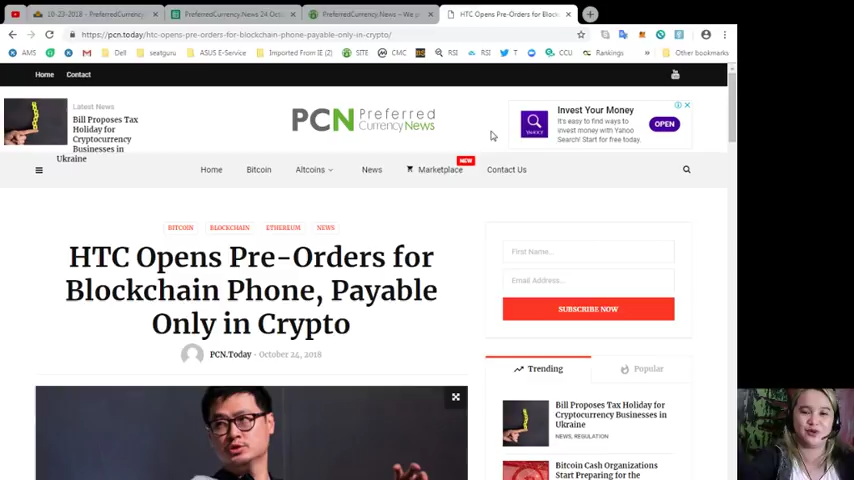 10-23-2018 - PreferredCurrency
PreferredCurrency.News 24 Oct
PreferredCurrency.News – We p
HTC Opens Pre-Orders for Block
https://pcn.today/htc-opens-pre-orders-for-blockchain-phone-payable-only-in-crypto/
AMS
Dell
seatguru
ASUS E-Service
Imported From IE (2)
SITE
CMC
RSI
RSI
T
CCU
Rankings
»
Other bookmarks
Home
Contact
Latest News
Bill Proposes Tax
Holiday for
Cryptocurrency
Businesses in
Ukraine
PCN Preferred
CurrencyNews
YAHOO!
Invest Your Money
It's easy to find ways to
invest money with Yahoo
Search! Start for free today.
OPEN
Home
Bitcoin
Altcoins
News
Marketplace
NEW
Contact Us
BITCOIN
BLOCKCHAIN
ETHEREUM
NEWS
HTC Opens Pre-Orders for
Blockchain Phone, Payable
Only in Crypto
PCN.Today - October 24, 2018
First Name...
Email Address...
SUBSCRIBE NOW
Trending
Popular
Bill Proposes Tax Holiday for
Cryptocurrency Businesses in
Ukraine
NEWS, REGULATION
Bitcoin Cash Organizations
Start Preparing for the